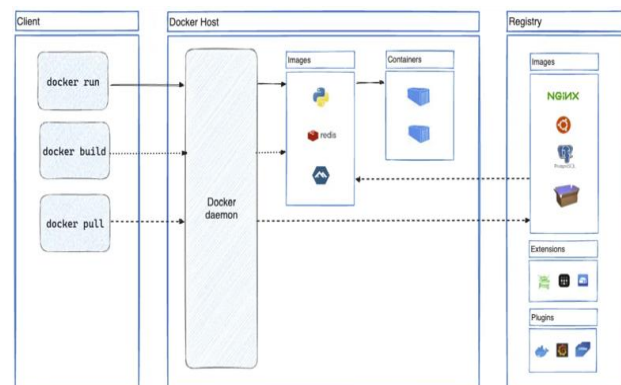 Client
docker run
docker build
docker pull
Docker Host
Docker
daemon
Images
redis
Containers
Registry
Images
NGINX
Extensions
Plugins